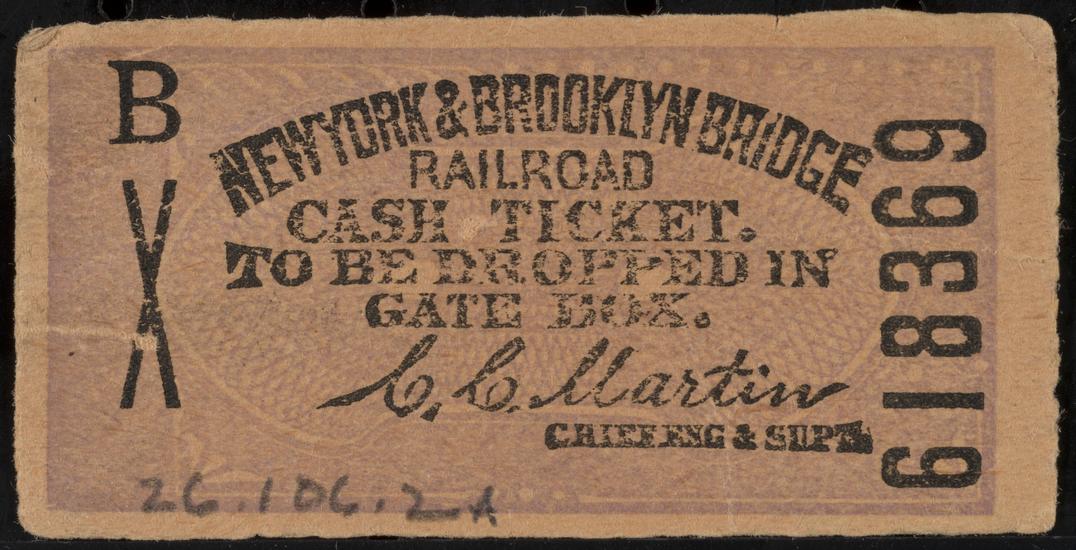 B
X
NEW YORK & BROOKLYN BRIDGE
RAILROAD
CASH TICKET.
TO BE DROPPED IN
GATE BOX.
C. C. Martin
CHIEF ENG & SUPT.
618369
26.106.2A